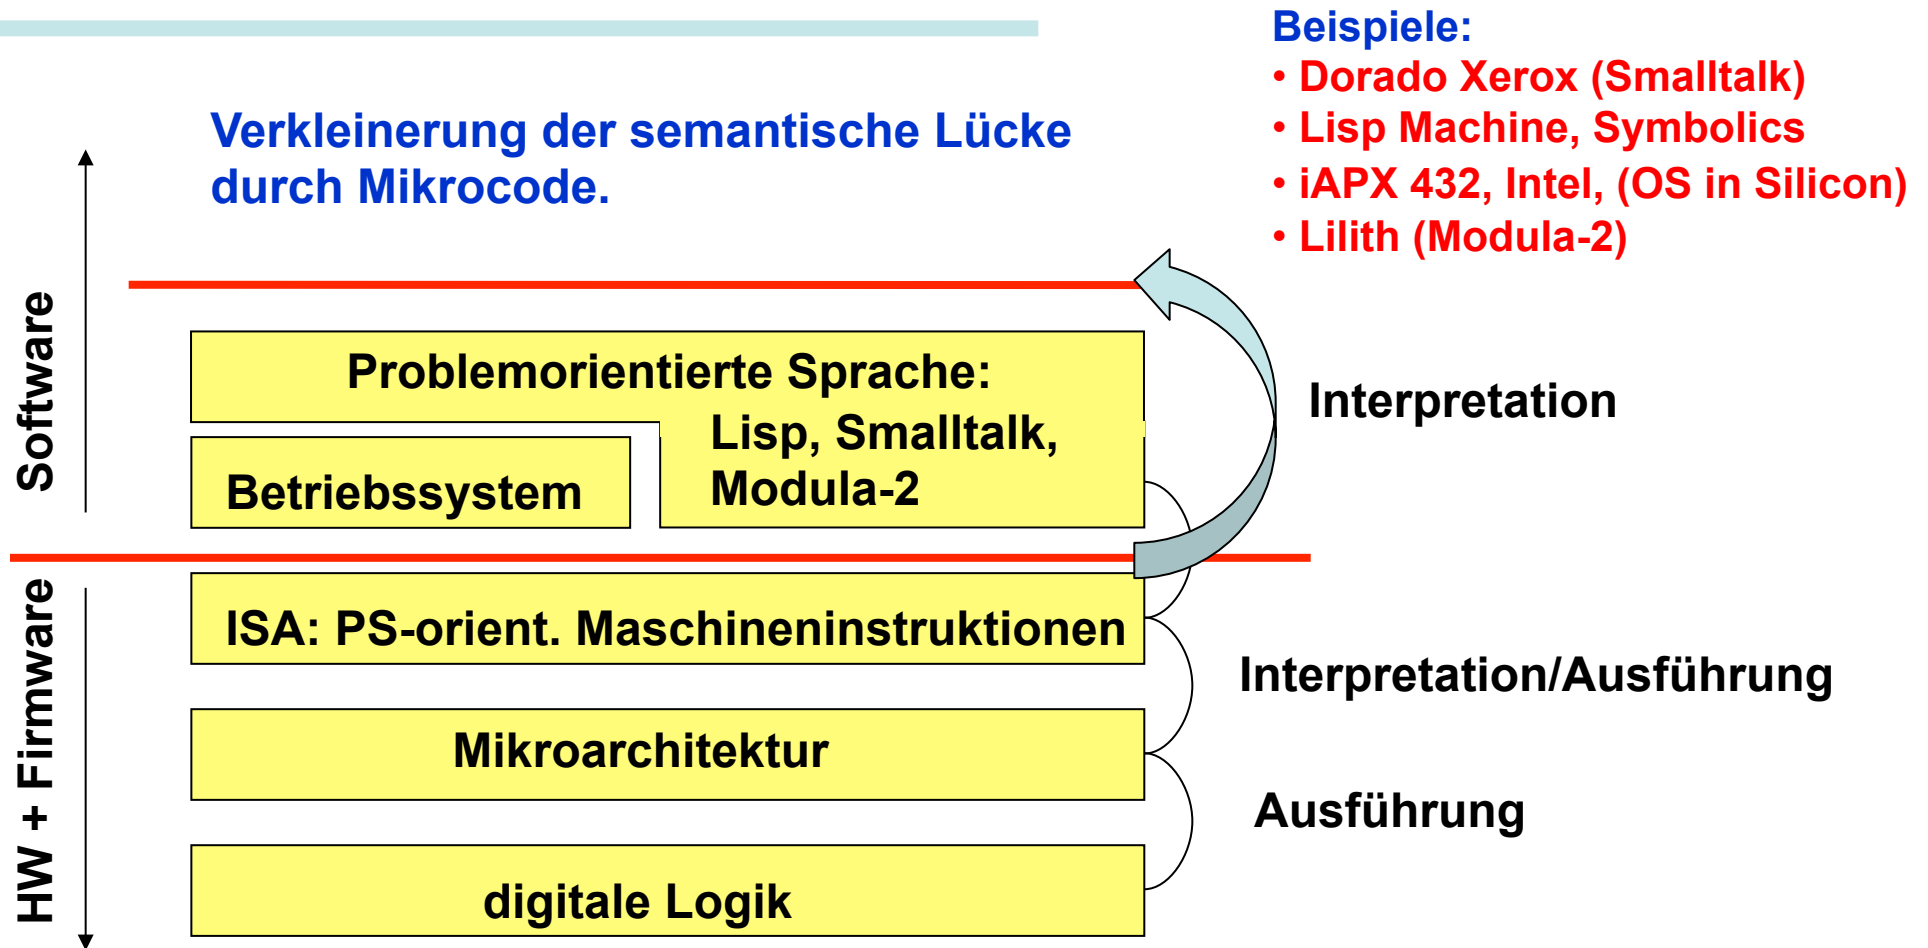 Beispiele:
• Dorado Xerox (Smalltalk)
• Lisp Machine, Symbolics
• iAPX 432, Intel, (OS in Silicon)
• Lilith (Modula-2)
Verkleinerung der semantische Lücke
durch Mikrocode.
Software
Problemorientierte Sprache:
Lisp, Smalltalk,
Modula-2
Betriebssystem
Interpretation
HW + Firmware
ISA: PS-orient. Maschineninstruktionen
Interpretation/Ausführung
Mikroarchitektur
Ausführung
digitale Logik